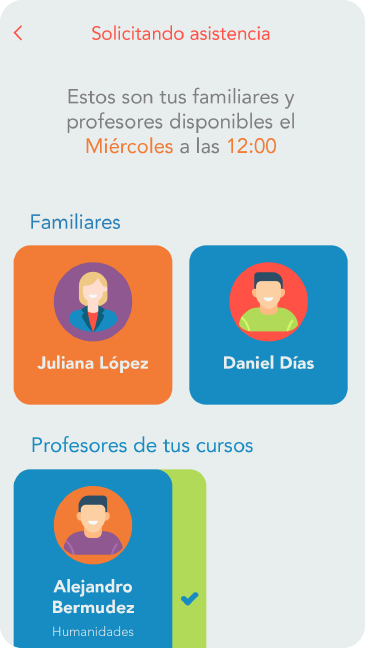 Solicitando asistencia
Estos son tus familiares y
profesores disponibles el
Miércoles a las 12:00
Familiares
Juliana López
Daniel Días
Profesores de tus cursos
Alejandro
Bermudez
Humanidades